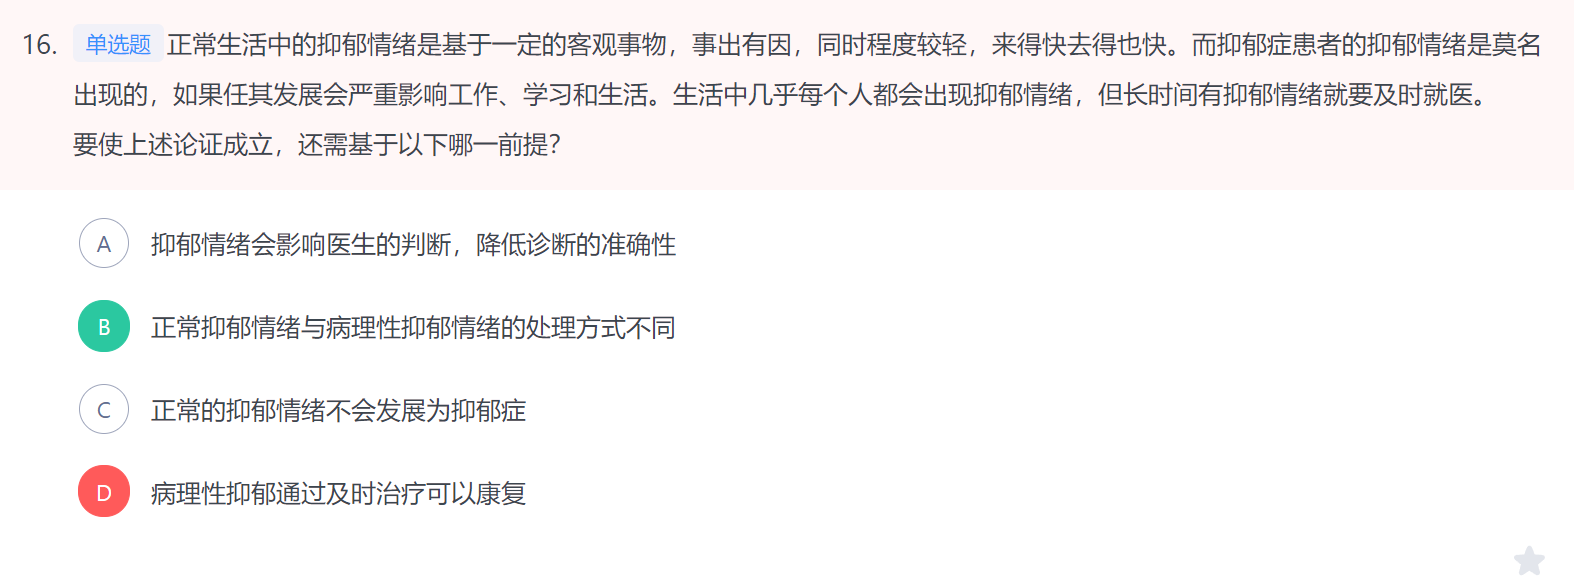 16. 单选题 正常生活中的抑郁情绪是基于一定的客观事物，事出有因，同时程度较轻，来得快去得也快。而抑郁症患者的抑郁情绪是莫名
出现的，如果任其发展会严重影响工作、学习和生活。生活中几乎每个人都会出现抑郁情绪，但长时间有抑郁情绪就要及时就医。
要使上述论证成立，还需基于以下哪一前提？
A 抑郁情绪会影响医生的判断，降低诊断的准确性
B 正常抑郁情绪与病理性抑郁情绪的处理方式不同
C 正常的抑郁情绪不会发展为抑郁症
D 病理性抑郁通过及时治疗可以康复